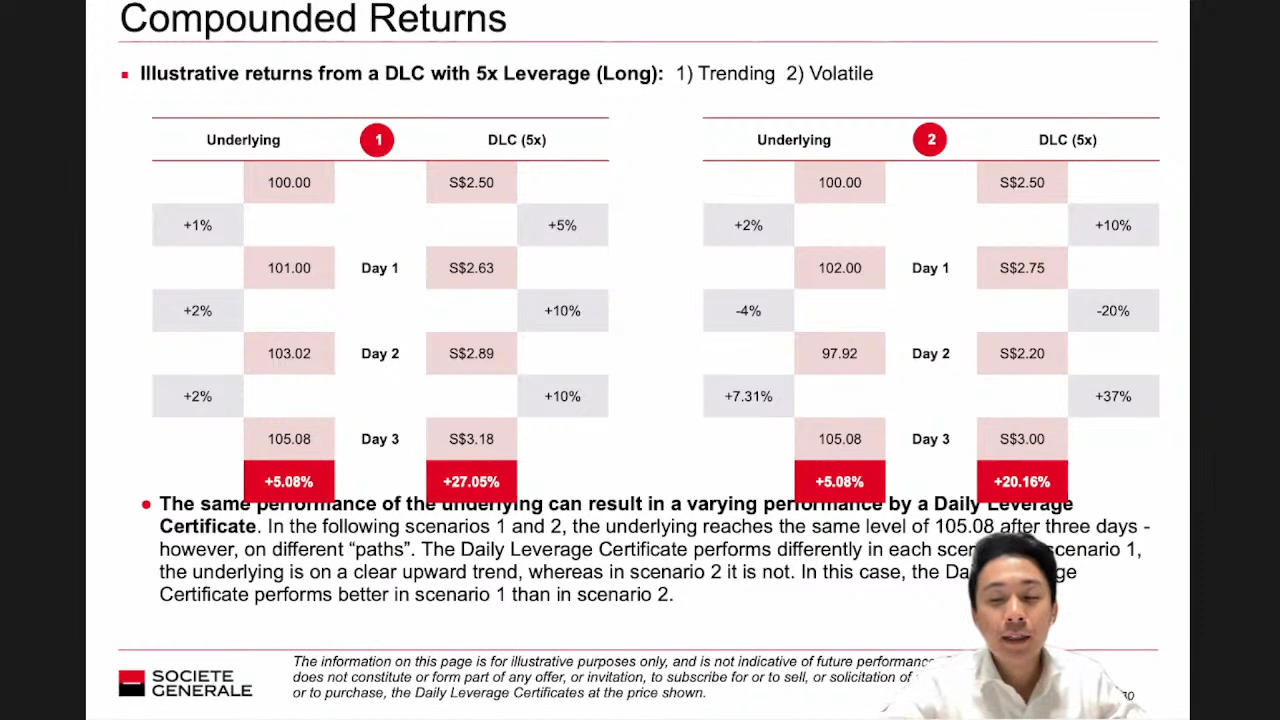 Compounded Returns
Illustrative returns from a DLC with 5x Leverage (Long): 1) Trending 2) Volatile
Underlying 1 DLC (5x)
100.00 S$2.50
+1% +5%
101.00 Day 1 S$2.63
+2% +10%
103.02 Day 2 S$2.89
+2% +10%
105.08 Day 3 S$3.18
+5.08% +27.05%
Underlying 2 DLC (5x)
100.00 S$2.50
+2% +10%
102.00 Day 1 S$2.75
-4% -20%
97.92 Day 2 S$2.20
+7.31% +37%
105.08 Day 3 S$3.00
+5.08% +20.16%
The same performance of the underlying can result in a varying performance by a Daily Leverage
Certificate. In the following scenarios 1 and 2, the underlying reaches the same level of 105.08 after three days -
however, on different “paths”. The Daily Leverage Certificate performs differently in each scenario 1,
the underlying is on a clear upward trend, whereas in scenario 2 it is not. In this case, the
Certificate performs better in scenario 1 than in scenario 2.
SOCIETE
GENERALE
The information on this page is for illustrative purposes only, and is not indicative of future performance
does not constitute or form part of any offer, or invitation, to subscribe for or to sell, or solicitation of
or to purchase, the Daily Leverage Certificates at the price shown.